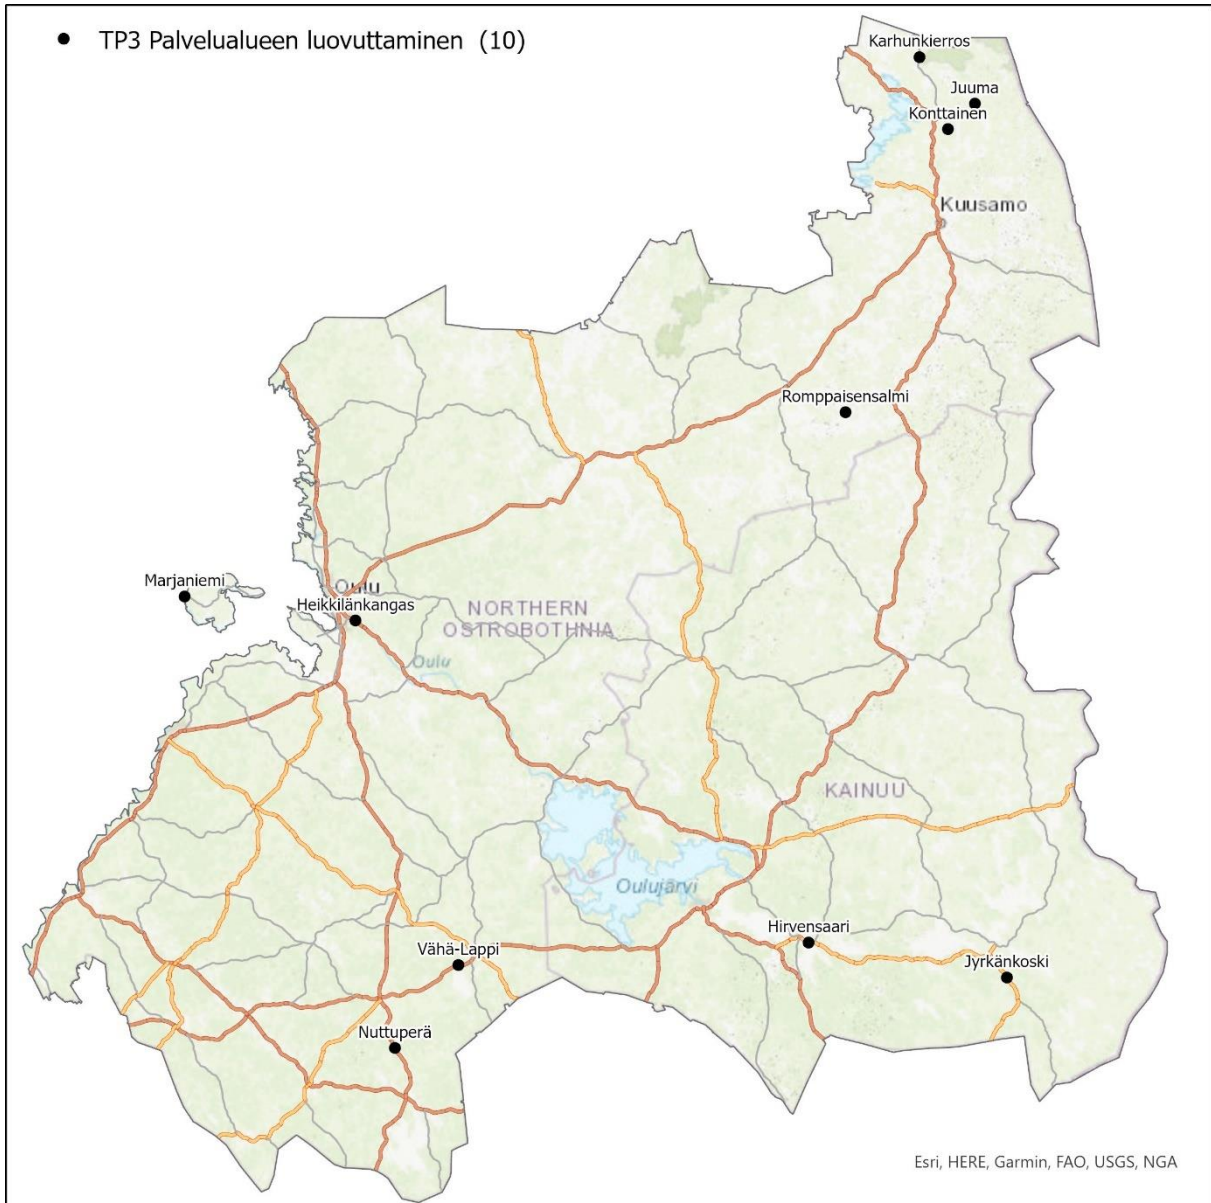 TP3 Palvelualueen luovuttaminen (10)
Karhunkierros
Juuma
Konttainen
Kuusamo
Romppaisensalmi
Marjaniemi
Oulu
Heikkilänkangas
NORTHERN
OSTROBOTHNIA
Oulu
KAINUU
Oulujärvi
Hirvensaari
Vähä-Lappi
Jyrkänkoski
Nuttuperä
Esri, HERE, Garmin, FAO, USGS, NGA